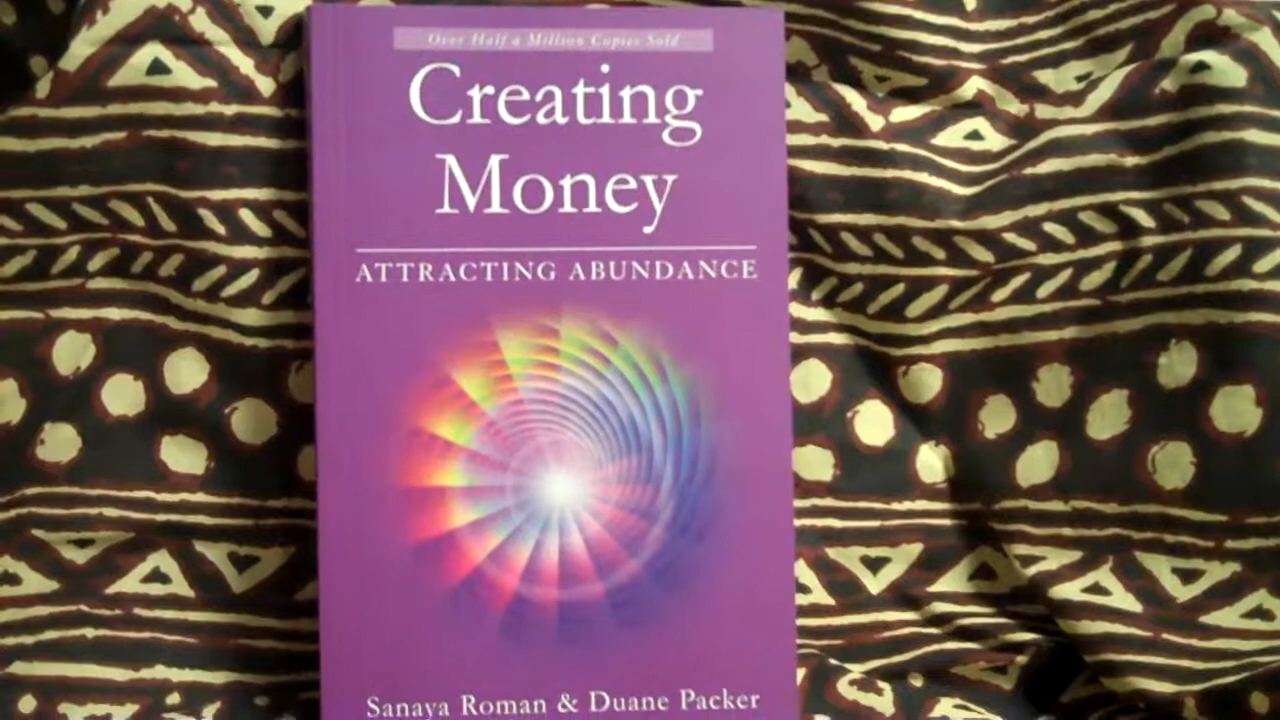 Over Half a Million Copies Sold
Creating
Money
ATTRACTING ABUNDANCE
Sanaya Roman & Duane Packer